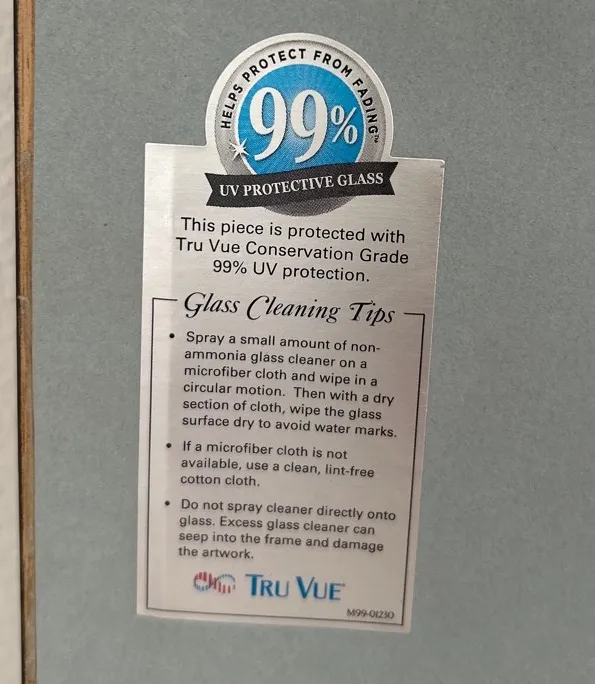 HELPS PROTECT FROM FADING™
99%
UV PROTECTIVE GLASS
This piece is protected with
Tru Vue Conservation Grade
99% UV protection.
Glass Cleaning Tips
• Spray a small amount of non-
ammonia glass cleaner on a
microfiber cloth and wipe in a
circular motion. Then with a dry
section of cloth, wipe the glass
surface dry to avoid water marks.
• If a microfiber cloth is not
available, use a clean, lint-free
cotton cloth.
• Do not spray cleaner directly onto
glass. Excess glass cleaner can
seep into the frame and damage
the artwork.
TRU VUE®
M99-01230